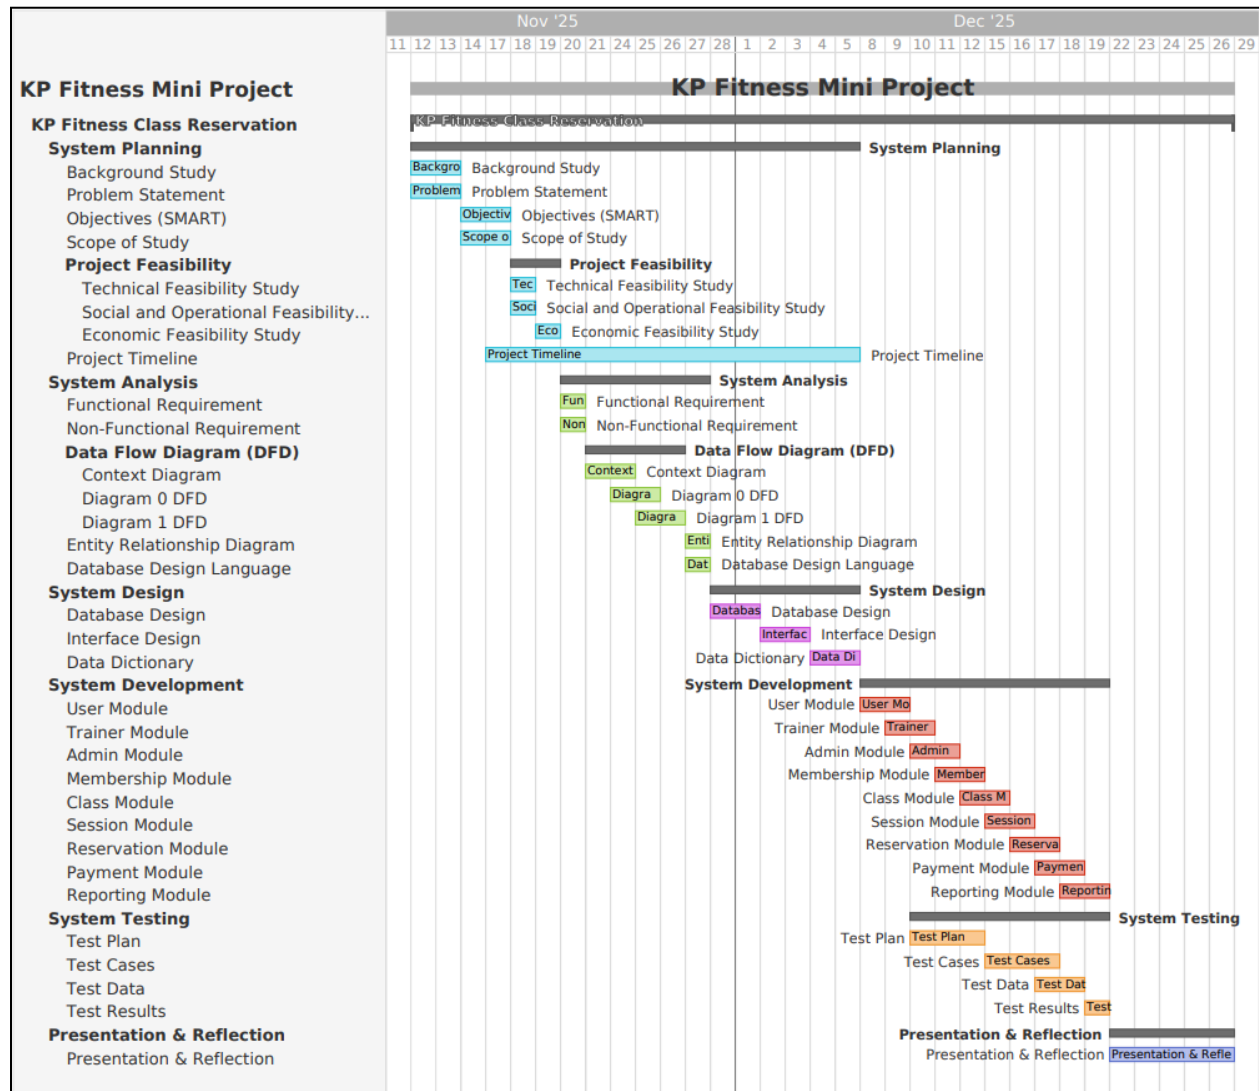 Nov '25 Dec '25
11 12 13 14 17 18 19 20 21 24 25 26 27 28 1 2 3 4 5 8 9 10 11 12 15 16 17 18 19 22 23 24 25 26 29
KP Fitness Mini Project KP Fitness Mini Project
KP Fitness Class Reservation KP Fitness Class Reservation
System Planning System Planning
Background Study Backgro Background Study
Problem Statement Problem Problem Statement
Objectives (SMART) Objectiv Objectives (SMART)
Scope of Study Scope o Scope of Study
Project Feasibility Project Feasibility
Technical Feasibility Study Tec Technical Feasibility Study
Social and Operational Feasibility... Soci Social and Operational Feasibility Study
Economic Feasibility Study Eco Economic Feasibility Study
Project Timeline Project Timeline Project Timeline
System Analysis System Analysis
Functional Requirement Fun Functional Requirement
Non-Functional Requirement Non Non-Functional Requirement
Data Flow Diagram (DFD) Data Flow Diagram (DFD)
Context Diagram Context Context Diagram
Diagram 0 DFD Diagra Diagram 0 DFD
Diagram 1 DFD Diagra Diagram 1 DFD
Entity Relationship Diagram Enti Entity Relationship Diagram
Database Design Language Dat Database Design Language
System Design System Design
Database Design Databas Database Design
Interface Design Interfac Interface Design
Data Dictionary Data Dictionary Data Di
System Development System Development
User Module User Module User Mo
Trainer Module Trainer Module Trainer
Admin Module Admin Module Admin
Membership Module Membership Module Member
Class Module Class Module Class M
Session Module Session Module Session
Reservation Module Reservation Module Reserva
Payment Module Payment Module Paymen
Reporting Module Reporting Module Reportin
System Testing System Testing
Test Plan Test Plan Test Plan
Test Cases Test Cases Test Cases
Test Data Test Data Test Dat
Test Results Test Results Test
Presentation & Reflection Presentation & Reflection
Presentation & Reflection Presentation & Reflection Presentation & Refle